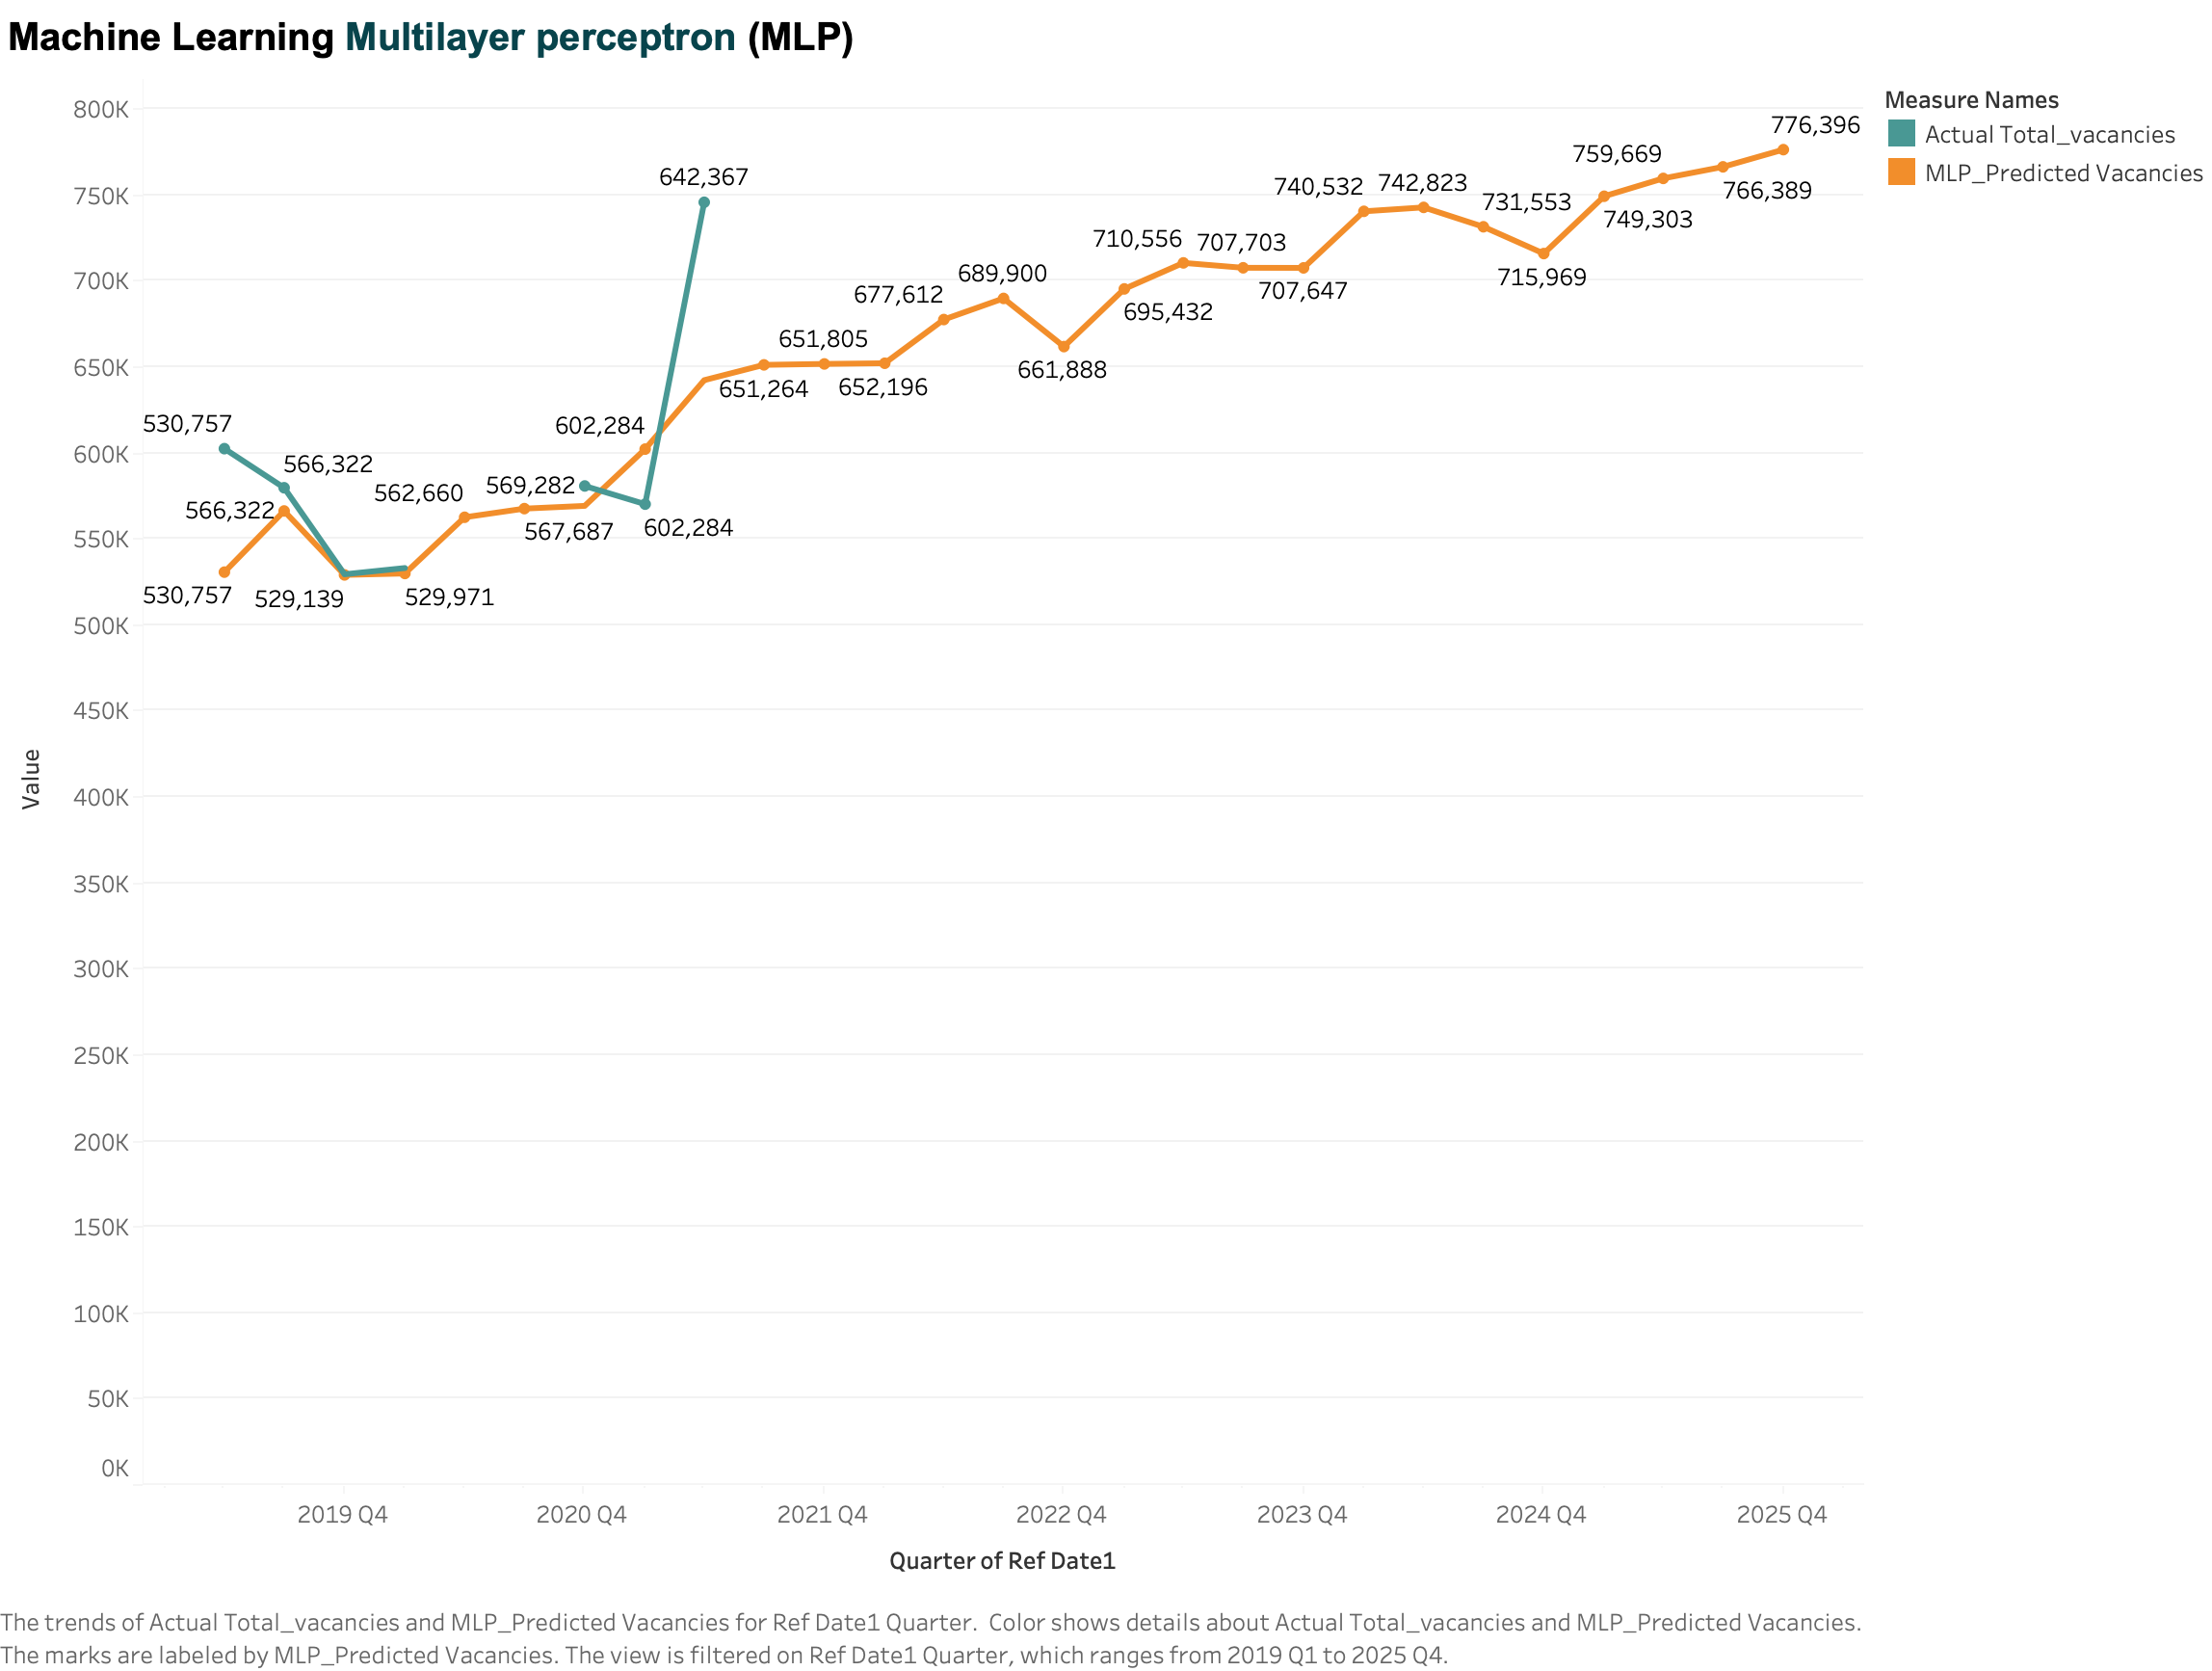 Machine Learning Multilayer perceptron (MLP)
Measure Names
Actual Total_vacancies
MLP_Predicted Vacancies
800K
750K
700K
650K
600K
550K
500K
450K
400K
350K
300K
250K
200K
150K
100K
50K
0K
Value
530,757
566,322
566,322
530,757
529,139
529,971
562,660
569,282
567,687
602,284
602,284
642,367
651,264
651,805
652,196
677,612
689,900
661,888
695,432
710,556
707,703
707,647
740,532
742,823
731,553
715,969
749,303
759,669
766,389
776,396
2019 Q4
2020 Q4
2021 Q4
2022 Q4
2023 Q4
2024 Q4
2025 Q4
Quarter of Ref Date1
The trends of Actual Total_vacancies and MLP_Predicted Vacancies for Ref Date1 Quarter.  Color shows details about Actual Total_vacancies and MLP_Predicted Vacancies.
The marks are labeled by MLP_Predicted Vacancies. The view is filtered on Ref Date1 Quarter, which ranges from 2019 Q1 to 2025 Q4.